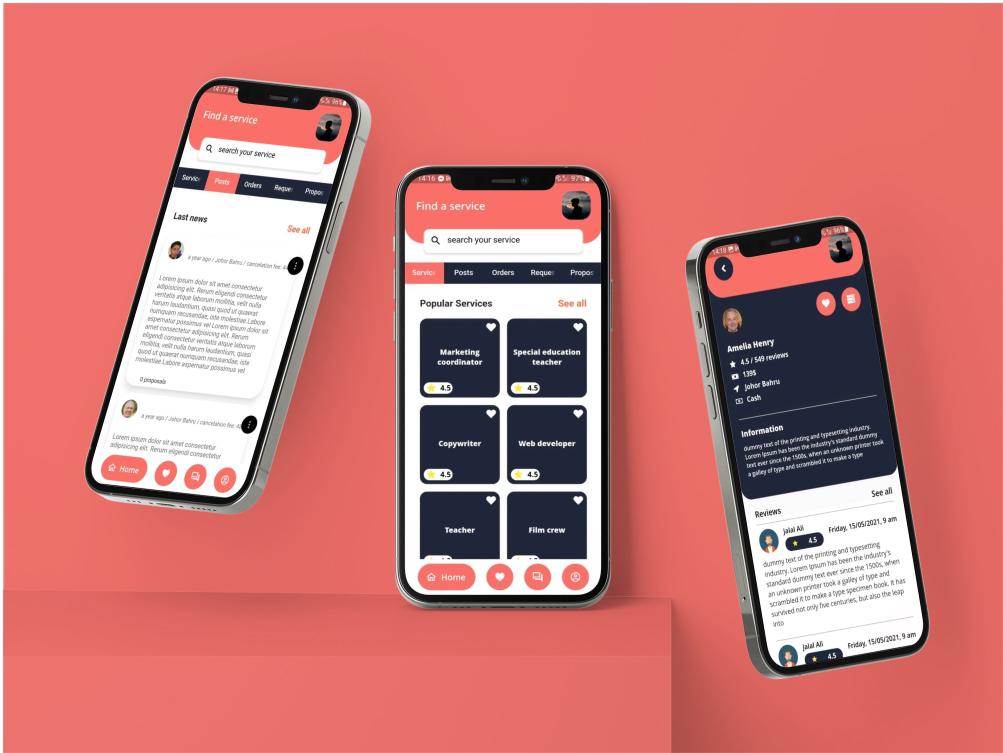 14:17
96%
Find a service
search your service
Servic
Posts
Orders
Reque
Propos
Last news
See all
a year ago / Johor Bahru / cancelation fee: 4
Lorem ipsum dolor sit amet consectetur
adipisicing elit. Rerum eligendi consectetur
veritatis atque laborum mollitia, velit nulla
harum laudantium, quasi quod ut quaerat
numquam recusandae, iste molestiae.Labore
aspernatur possimus vel Lorem ipsum dolor
sit amet consectetur adipisicing elit. Rerum
eligendi consectetur veritatis atque laborum
mollitia, velit nulla harum laudantium, quasi
quod ut quaerat numquam recusandae, iste
molestiae.Labore aspernatur possimus vel
0 proposals
a year ago / Johor Bahru / cancelation fee: 4
Lorem ipsum dolor sit amet consectetur
adipisicing elit. Rerum eligendi consectetur
Home
14:16
97%
Find a service
search your service
Servic
Posts
Orders
Reque
Propos
Popular Services
See all
Marketing
coordinator
4.5
Special education
teacher
4.5
Copywriter
4.5
Web developer
4.5
Teacher
Film crew
Home
14:18
96%
Amelia Henry
4.5 / 549 reviews
139$
Johor Bahru
Cash
Information
dummy text of the printing and typesetting industry.
Lorem Ipsum has been the industry's standard dummy
text ever since the 1500s, when an unknown printer took
a galley of type and scrambled it to make a type
Reviews
See all
Jalal Ali
Friday, 15/05/2021, 9 am
4.5
dummy text of the printing and typesetting
industry. Lorem Ipsum has been the industry's
standard dummy text ever since the 1500s, when
an unknown printer took a galley of type and
scrambled it to make a type specimen book. It has
survived not only five centuries, but also the leap
into
Jalal Ali
Friday, 15/05/2021, 9 am
4.5